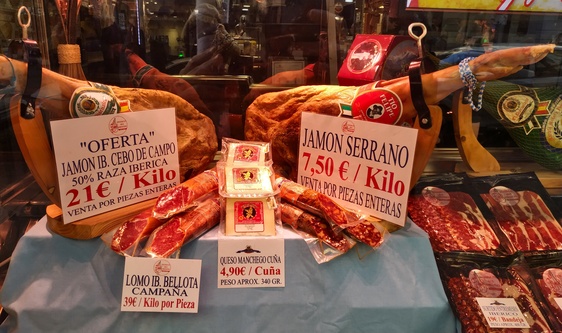 "OFERTA"
JAMON IB. CEBO DE CAMPO
50% RAZA IBERICA
21€ / Kilo
VENTA POR PIEZAS ENTERAS
JAMON SERRANO
7,50 € / Kilo
VENTA POR PIEZAS ENTERAS
QUESO MANCHEGO CUÑA
4,90€ / Cuña
PESO APROX. 340 GR.
LOMO IB. BELLOTA
CAMPAÑA
39€ / Kilo por Pieza
IBERICO